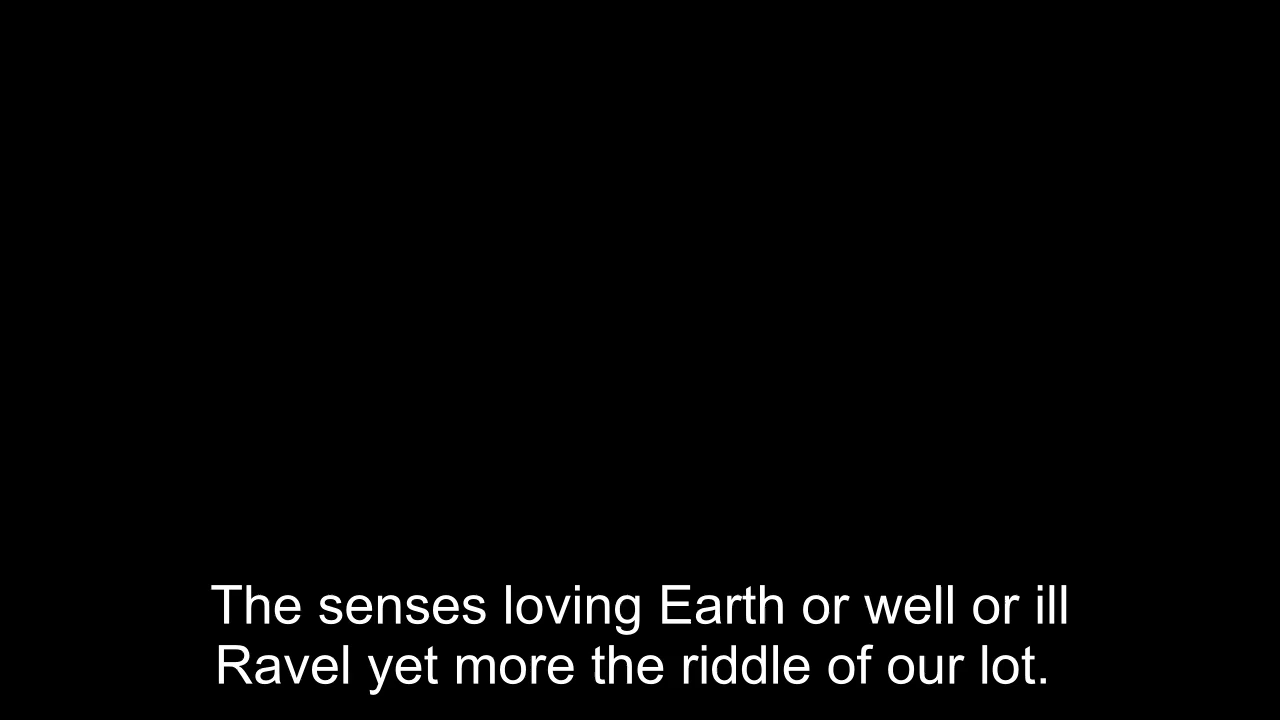 The senses loving Earth or well or ill
Ravel yet more the riddle of our lot.